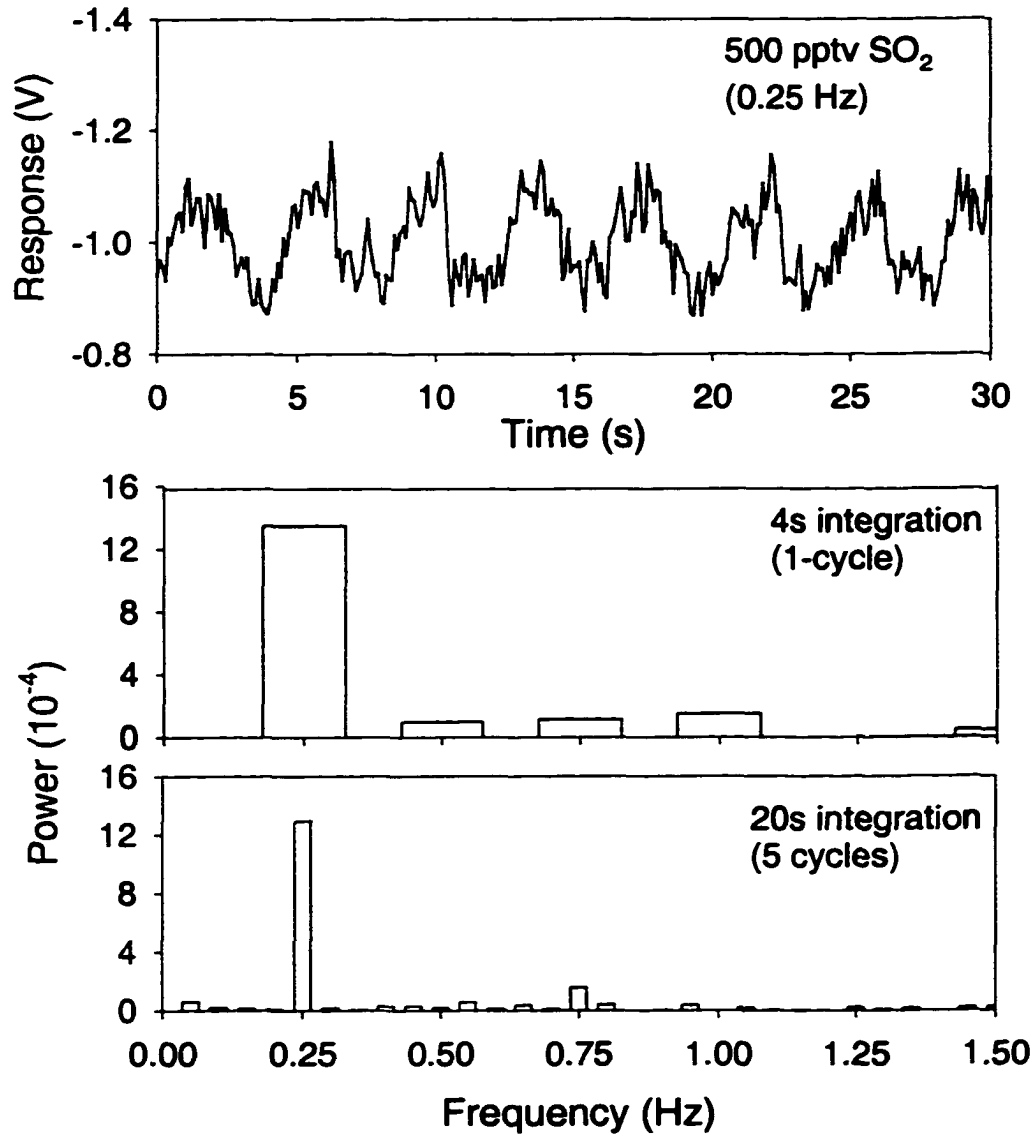 -1.4
-1.2
-1.0
-0.8
Response (V)
500 pptv SO₂
(0.25 Hz)
0 5 10 15 20 25 30
Time (s)
16
12
8
4
0
4s integration
(1-cycle)
Power (10⁻⁴)
16
12
8
4
0
20s integration
(5 cycles)
0.00 0.25 0.50 0.75 1.00 1.25 1.50
Frequency (Hz)